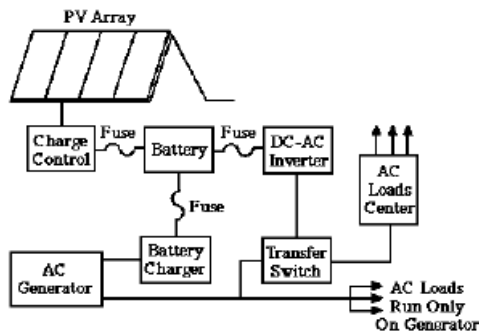 PV Array
Fuse
Fuse
Charge
Control
Battery
DC-AC
Inverter
AC
Loads
Center
Fuse
Battery
Charger
Transfer
Switch
AC
Generator
AC Loads
Run Only
On Generator